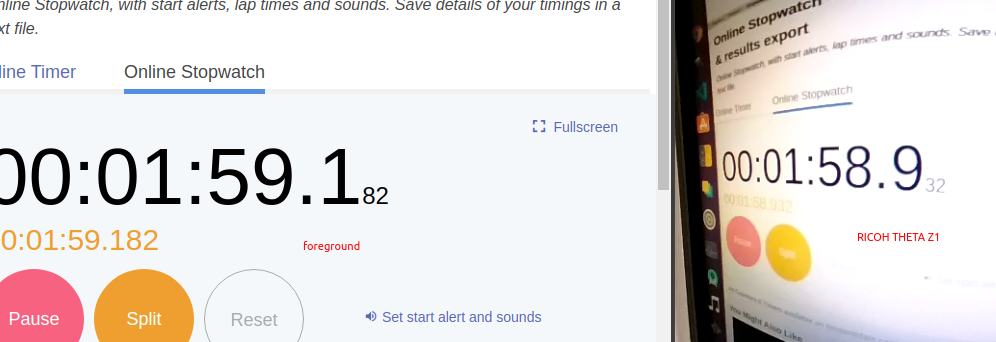 nline Stopwatch, with start alerts, lap times and sounds. Save details of your timings in a
xt file.
line Timer
Online Stopwatch
Fullscreen
00:01:59.182
0:01:59.182
foreground
Pause
Split
Reset
Set start alert and sounds
Online Stopwatch
& results export
Online Stopwatch, with start alerts, lap times and sounds. Save
text file.
Online Timer
Online Stopwatch
00:01:58.932
00:01:58.932
RICOH THETA Z1
Pause
Split
You Might Also Like